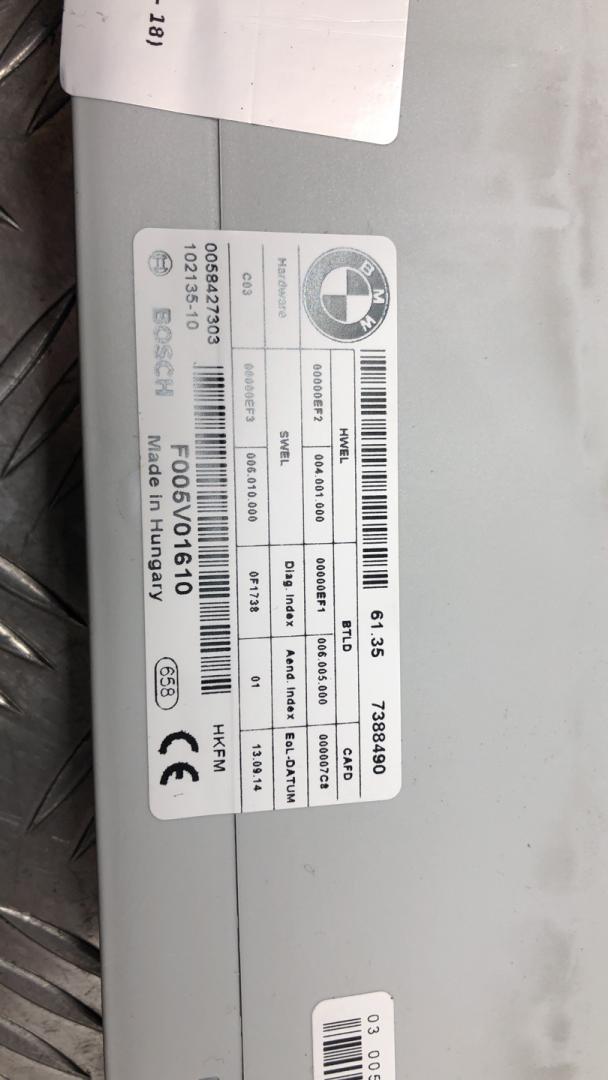 - 18)
BMW
61.35 7388490
HWEL BTLD CAFD
00000EF2 004.001.000 00000EF1 006.005.000 000007C8
Hardware SWEL Diag. Index Aend. Index EoL-DATUM
C03 00000EF3 006.010.000 0F1738 01 13.09.14
0058427303 HKFM
102135-10
F005V01610
BOSCH Made in Hungary 658 CE
03 005